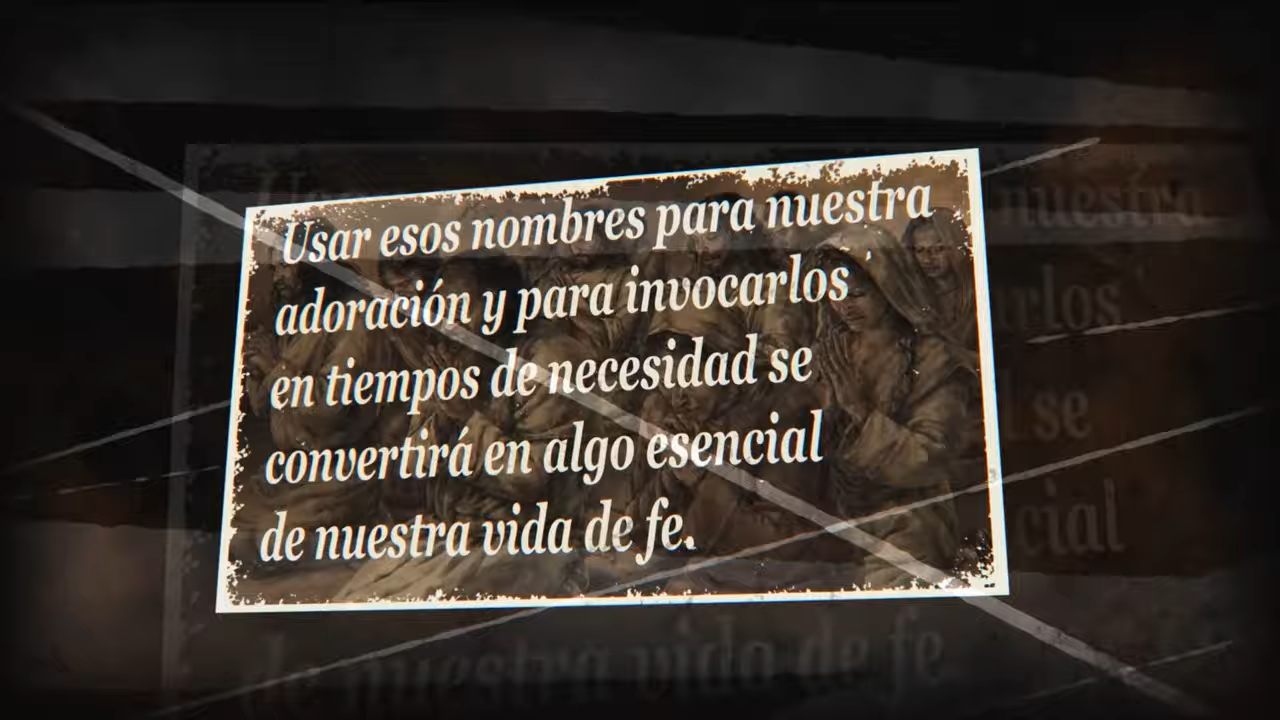 Usar esos nombres para nuestra
adoración y para invocarlos
en tiempos de necesidad se
convertirá en algo esencial
de nuestra vida de fe.